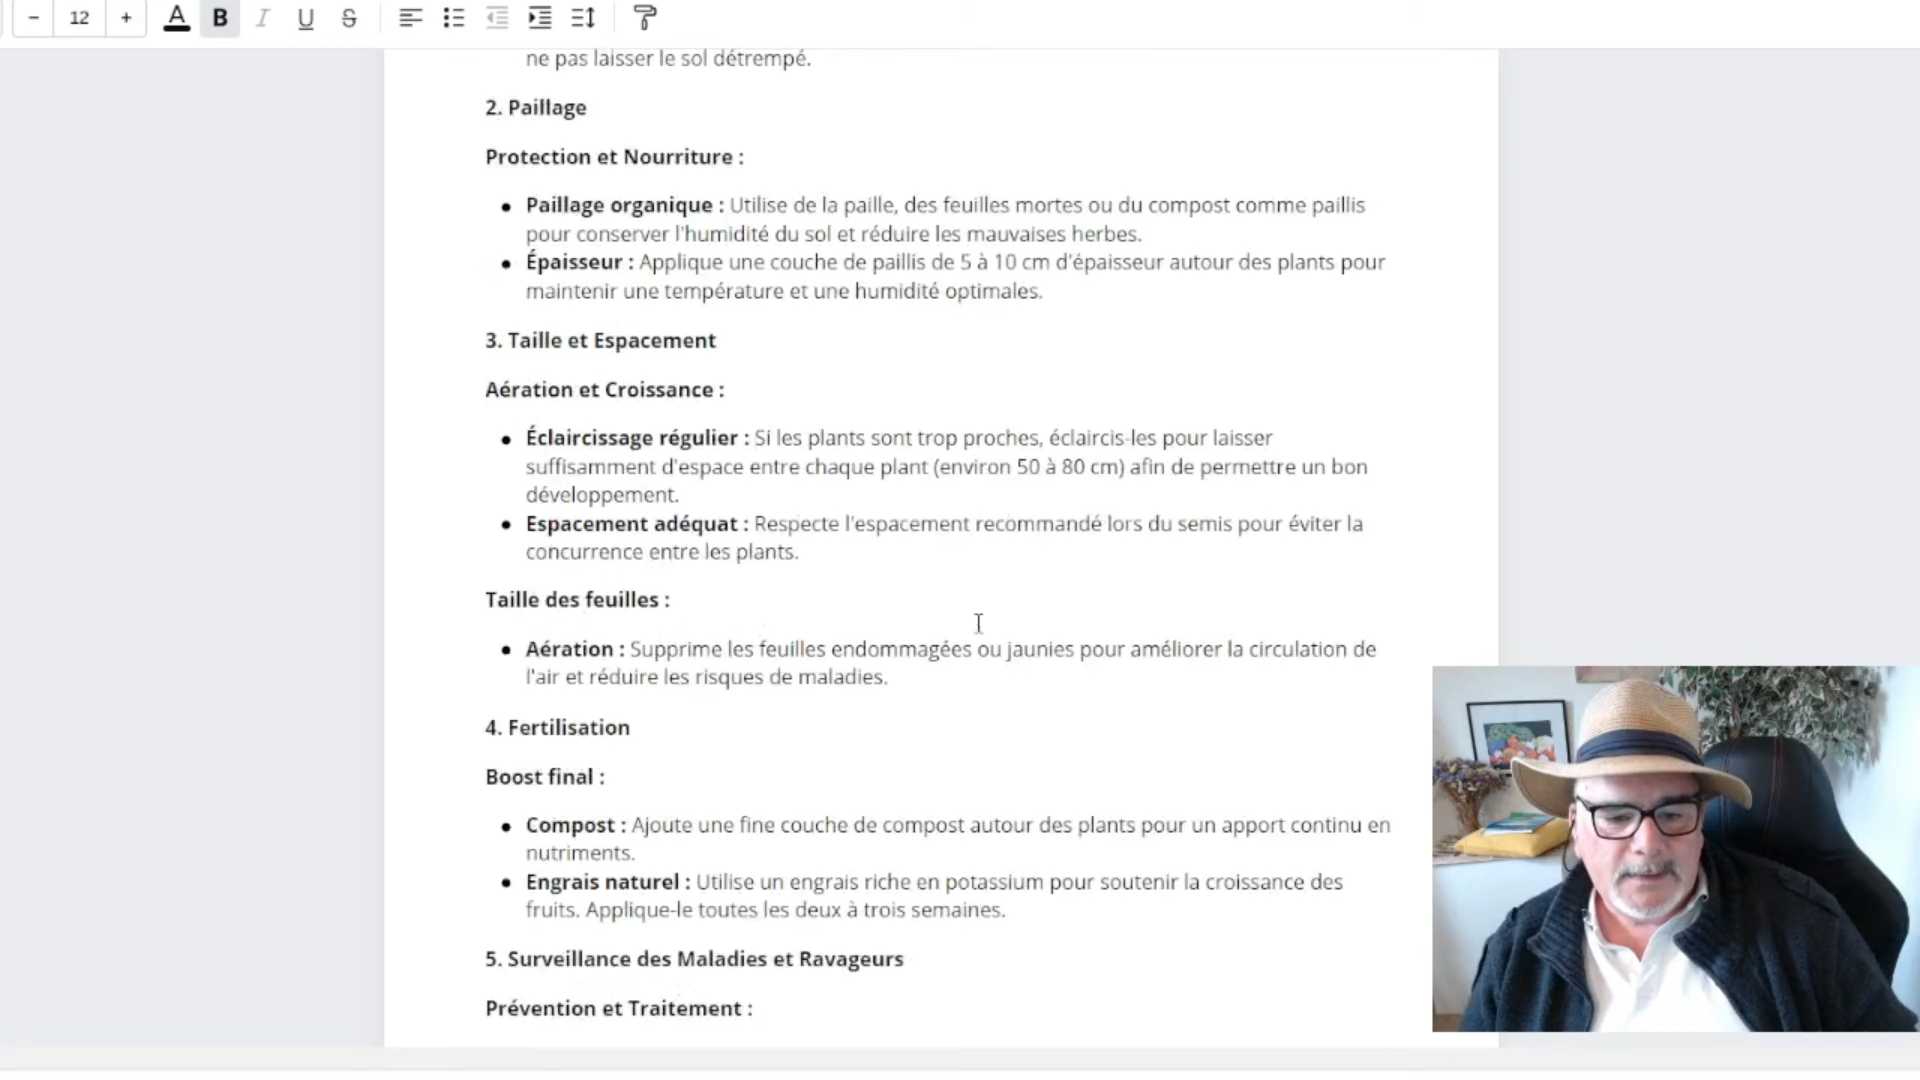 12
A
B
I
U
S
ne pas laisser le sol détrempé.
2. Paillage
Protection et Nourriture :
Paillage organique : Utilise de la paille, des feuilles mortes ou du compost comme paillis
pour conserver l'humidité du sol et réduire les mauvaises herbes.
Épaisseur : Applique une couche de paillis de 5 à 10 cm d'épaisseur autour des plants pour
maintenir une température et une humidité optimales.
3. Taille et Espacement
Aération et Croissance :
Éclaircissage régulier : Si les plants sont trop proches, éclaircis-les pour laisser
suffisamment d'espace entre chaque plant (environ 50 à 80 cm) afin de permettre un bon
développement.
Espacement adéquat : Respecte l'espacement recommandé lors du semis pour éviter la
concurrence entre les plants.
Taille des feuilles :
Aération : Supprime les feuilles endommagées ou jaunies pour améliorer la circulation de
l'air et réduire les risques de maladies.
4. Fertilisation
Boost final :
Compost : Ajoute une fine couche de compost autour des plants pour un apport continu en
nutriments.
Engrais naturel : Utilise un engrais riche en potassium pour soutenir la croissance des
fruits. Applique-le toutes les deux à trois semaines.
5. Surveillance des Maladies et Ravageurs
Prévention et Traitement :